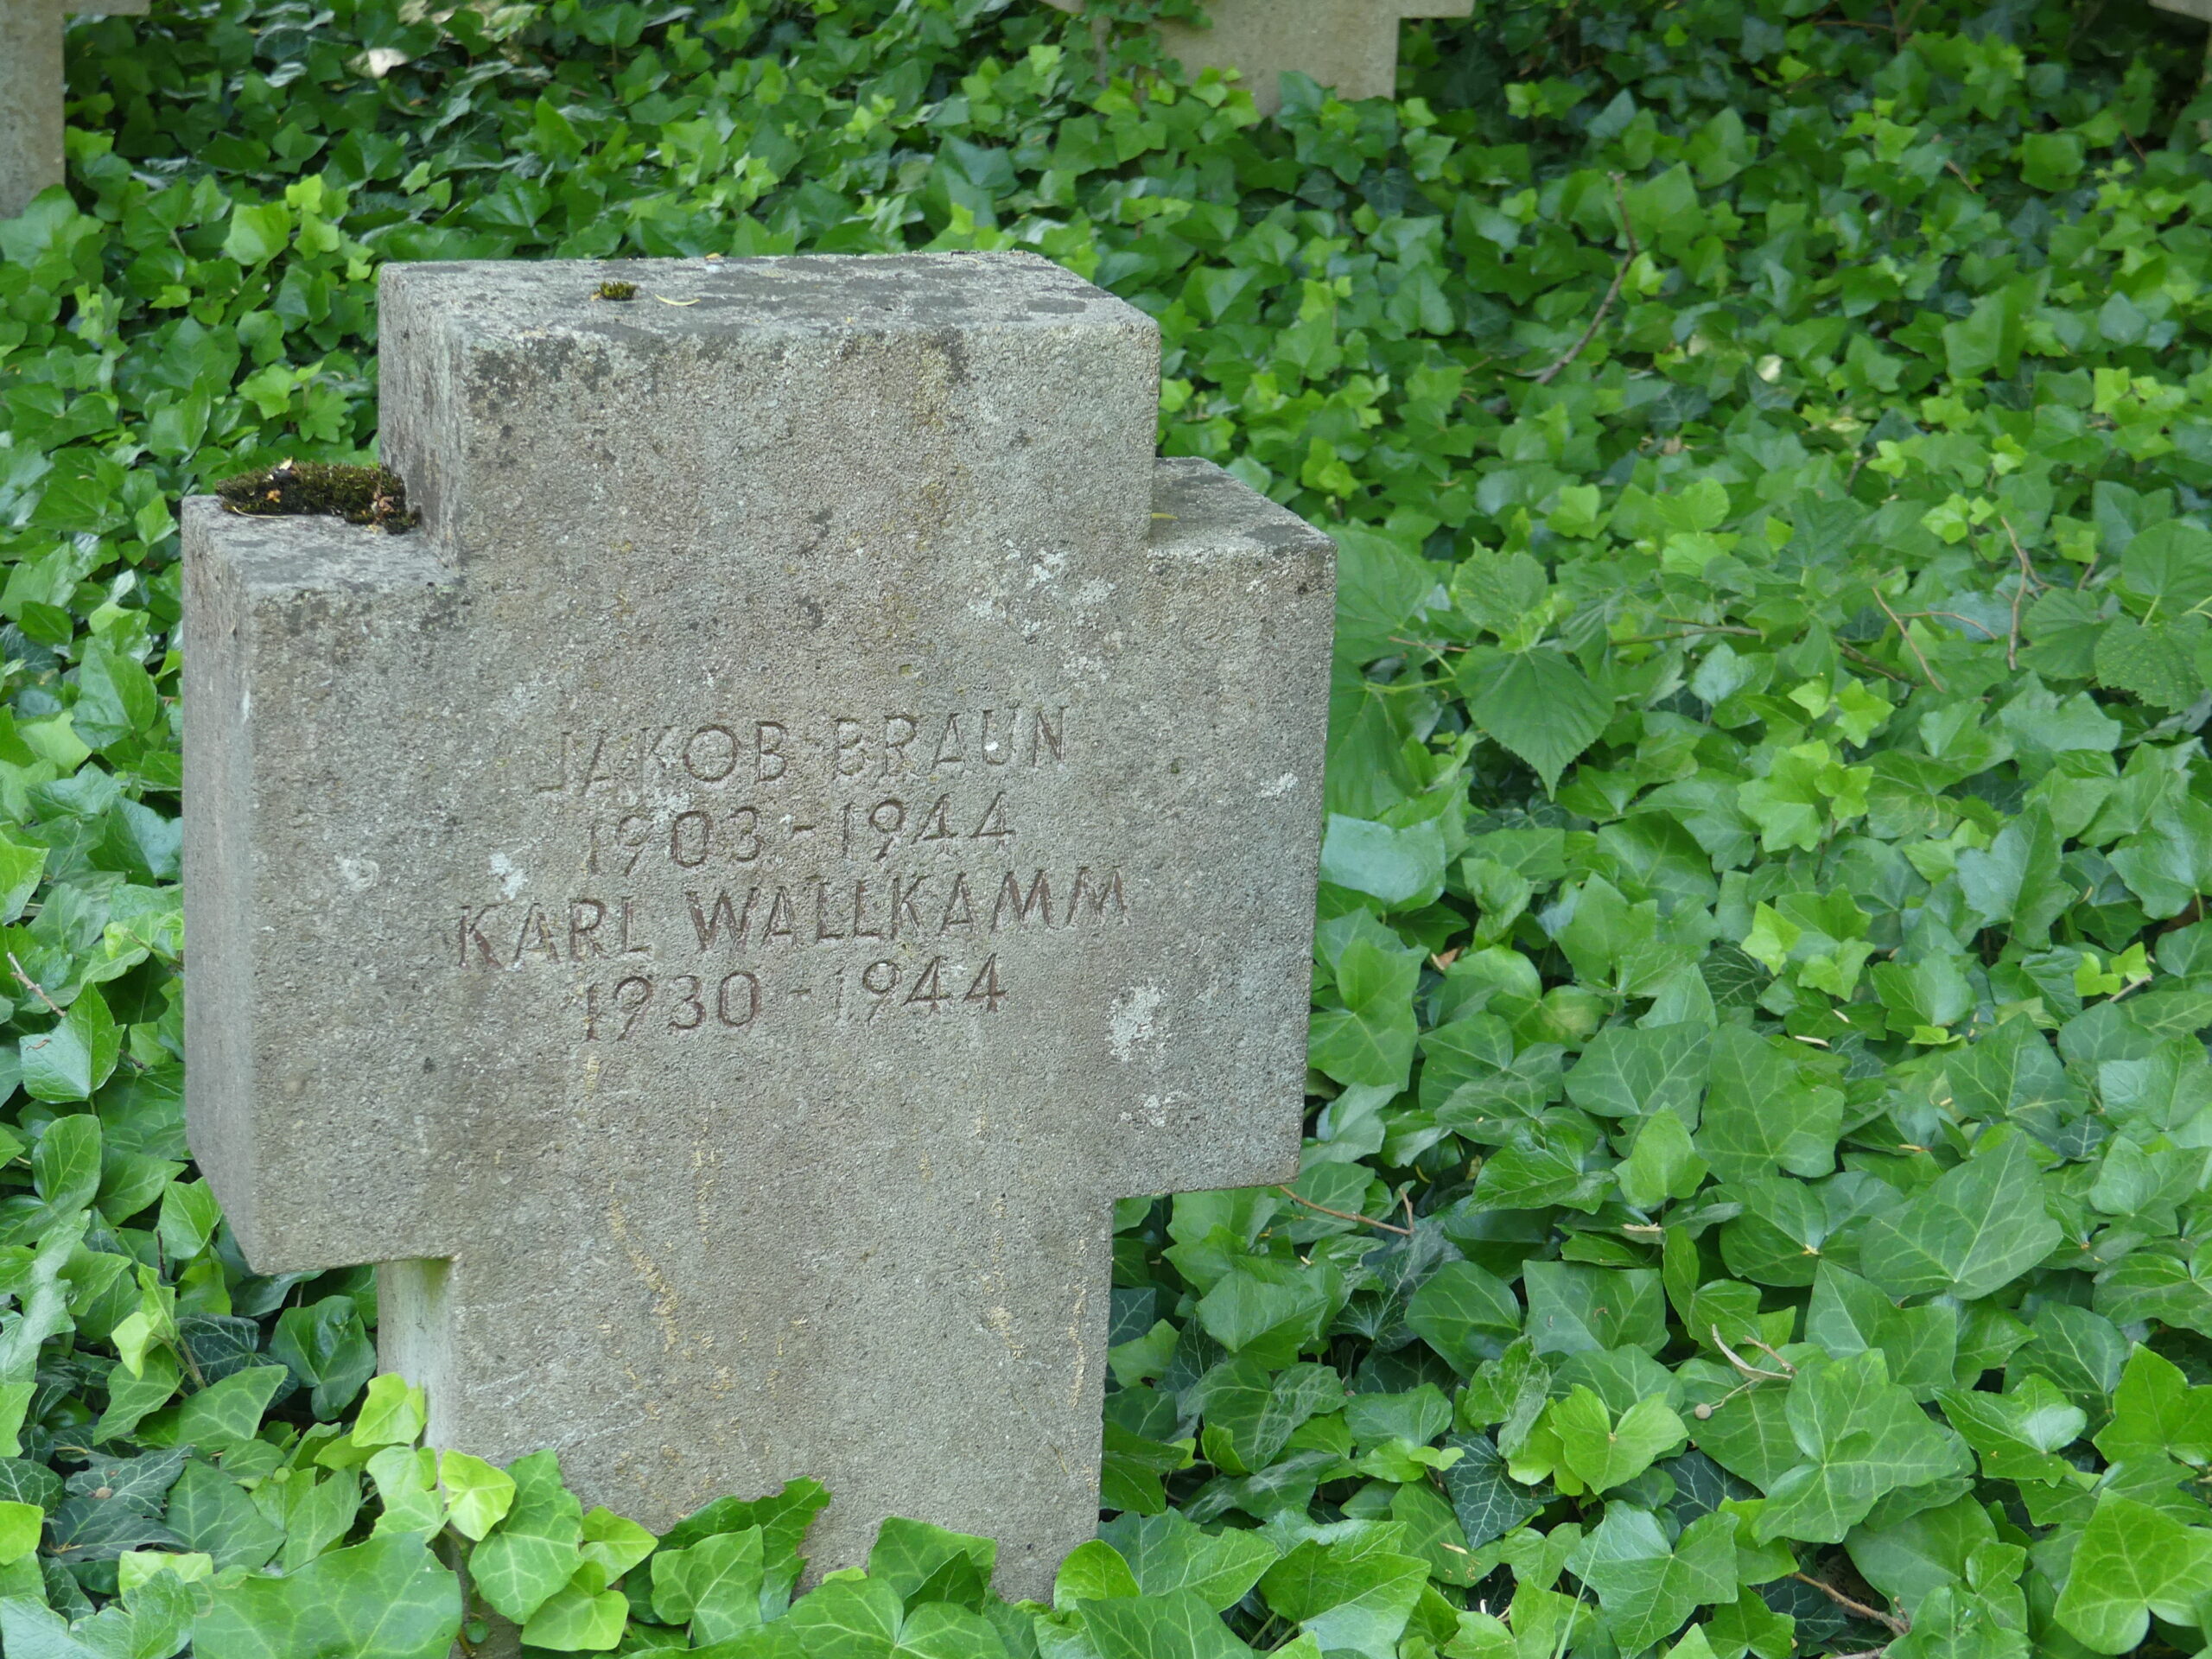 JAKOB BRAUN
1903 - 1944
KARL WALLKAMM
1930 - 1944